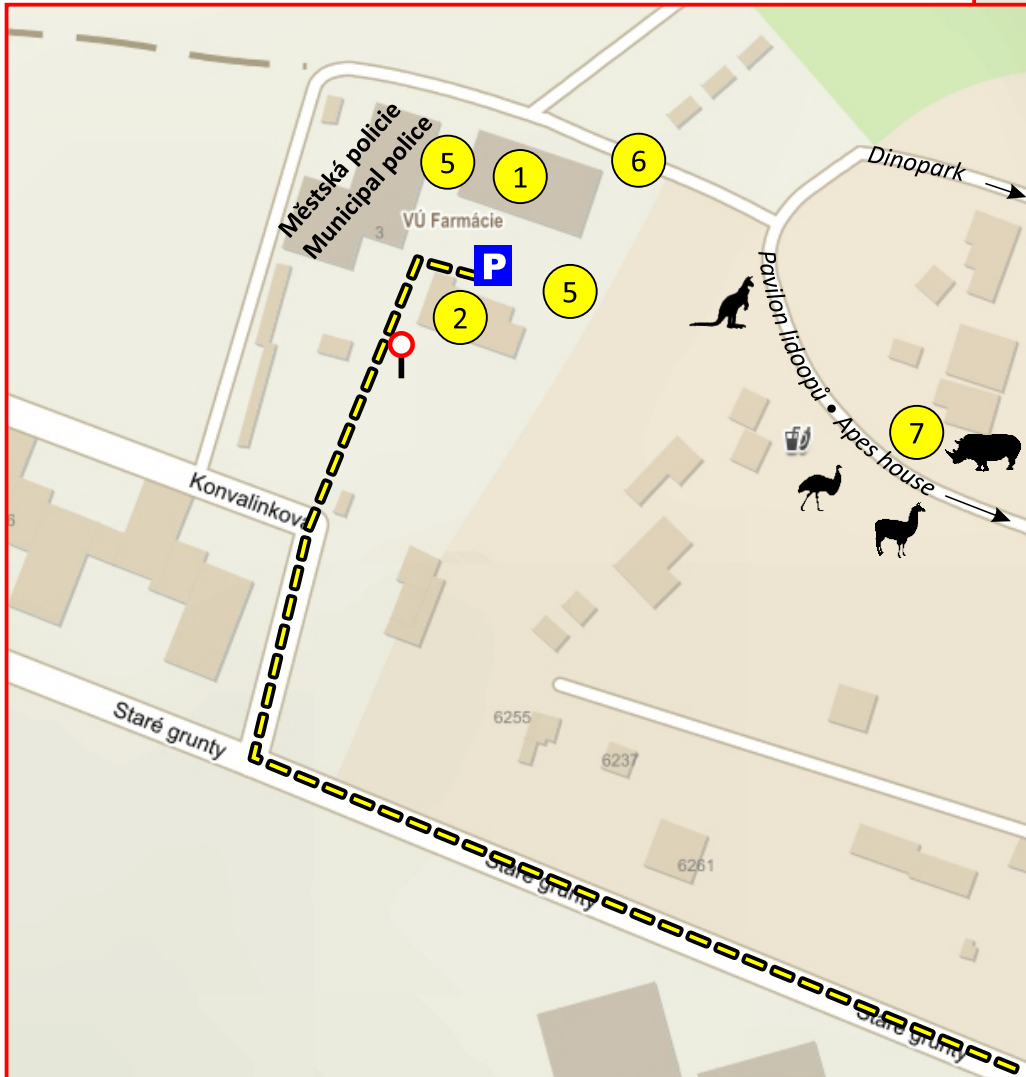 Městská policie
Municipal police
5
1
6
Dinopark
VÚ Farmácie
3
P
5
2
Pavilon lidoopů • Apes house
7
Konvalinková
6
Staré grunty
6255
6237
6261
Staré grunty
Staré grunty